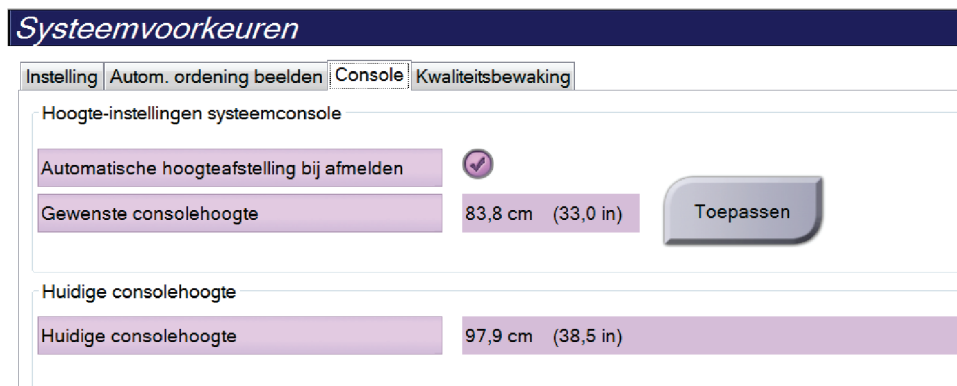 Systeemvoorkeuren
Instelling Autom. ordening beelden Console Kwaliteitsbewaking
Hoogte-instellingen systeemconsole
Automatische hoogteafstelling bij afmelden
Gewenste consolehoogte 83,8 cm (33,0 in) Toepassen
Huidige consolehoogte
Huidige consolehoogte 97,9 cm (38,5 in)